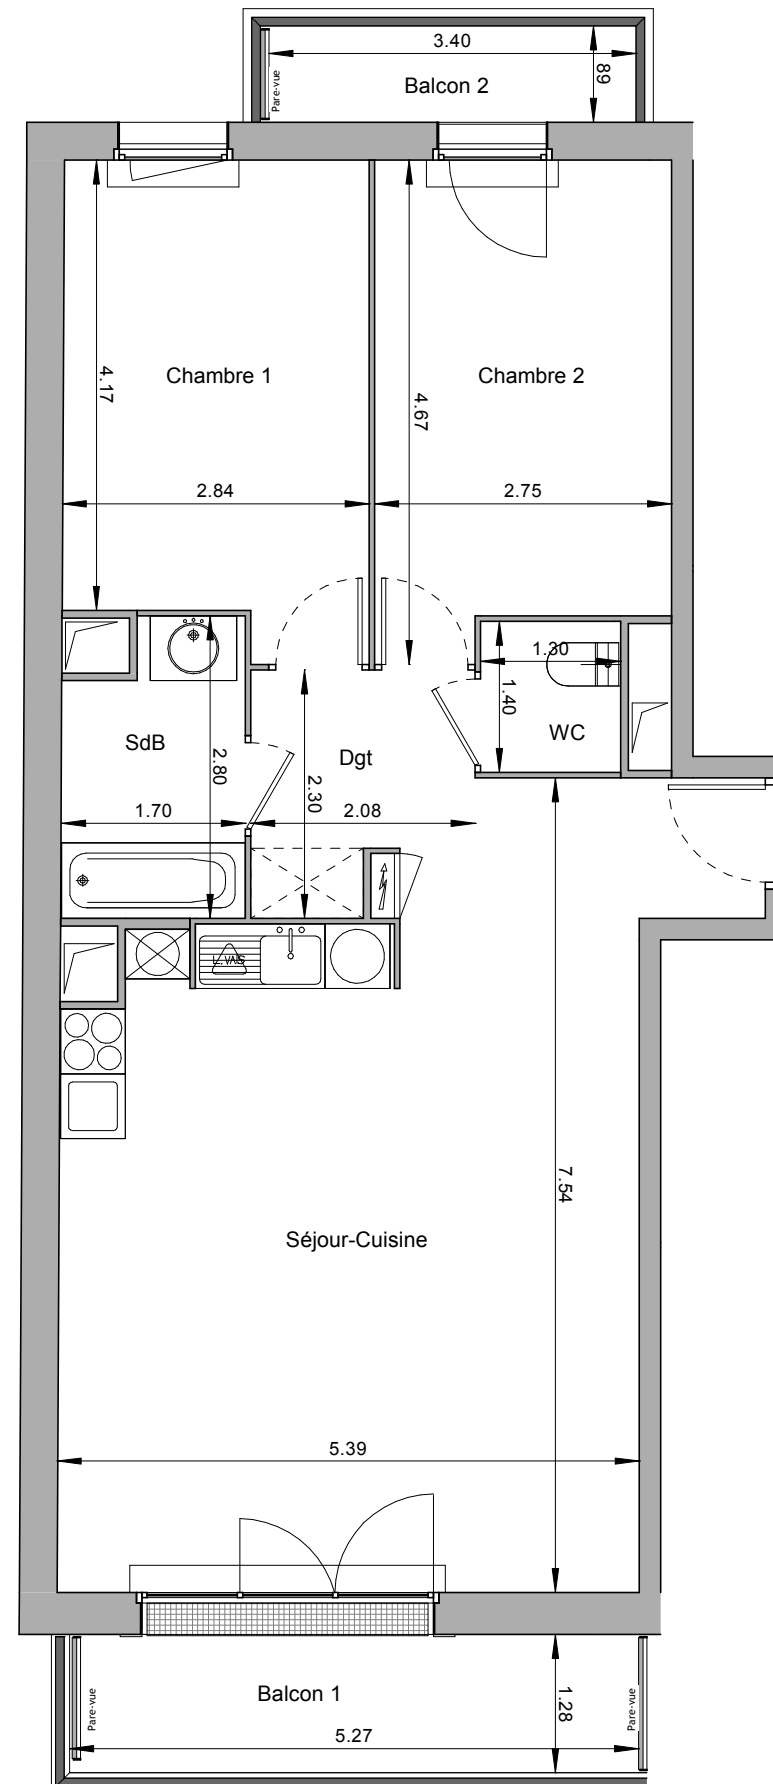 3.40
89
Pare-vue
Balcon 2
4.17
Chambre 1
2.84
4.67
Chambre 2
2.75
1.30
1.40
WC
SdB
2.80
1.70
Dgt
2.30
2.08
L. VAIS
7.54
Séjour-Cuisine
5.39
Balcon 1
1.28
Pare-vue
Pare-vue
5.27